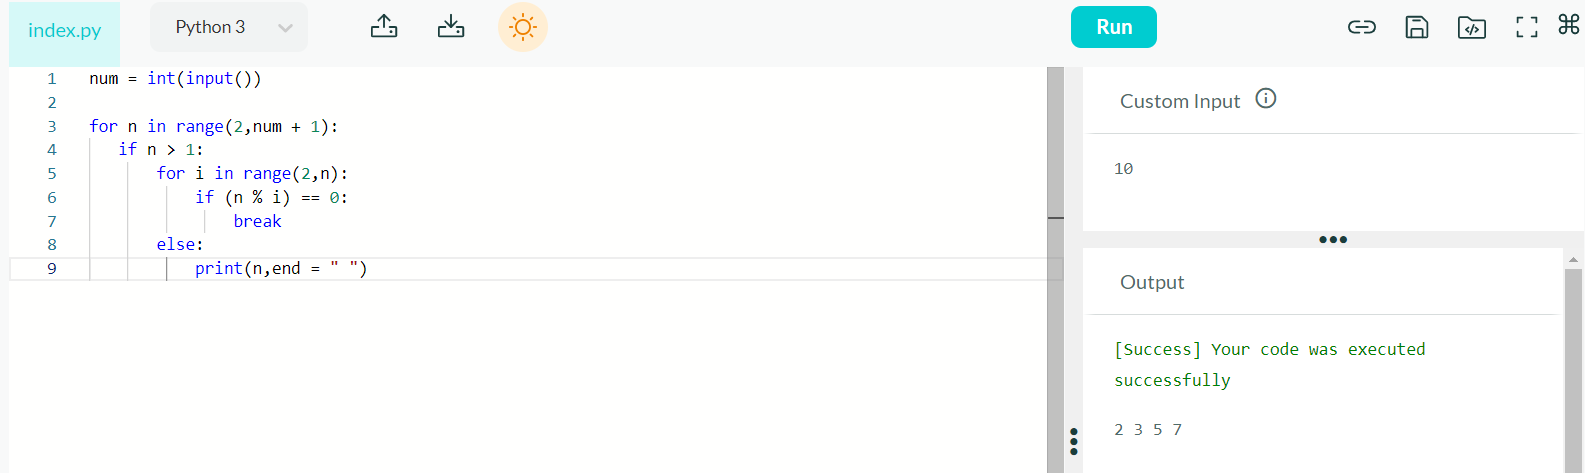 index.py
Python 3
Run
1 num = int(input())
2
3 for n in range(2,num + 1):
4 if n > 1:
5 for i in range(2,n):
6 if (n % i) == 0:
7 break
8 else:
9 print(n,end = " ")
Custom Input
10
Output
[Success] Your code was executed
successfully
2 3 5 7